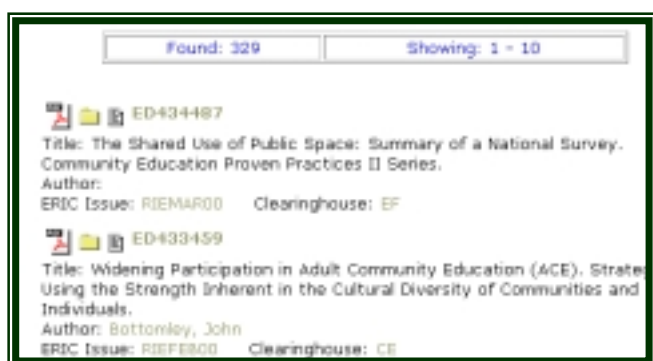 Found: 329 Showing: 1 - 10
ED434487
Title: The Shared Use of Public Space: Summary of a National Survey.
Community Education Proven Practices II Series.
Author:
ERIC Issue: RIEMAR00 Clearinghouse: EF
ED433459
Title: Widening Participation in Adult Community Education (ACE). Strate
Using the Strength Inherent in the Cultural Diversity of Communities and
Individuals.
Author: Bottomley, John
ERIC Issue: RIEFEB00 Clearinghouse: CE